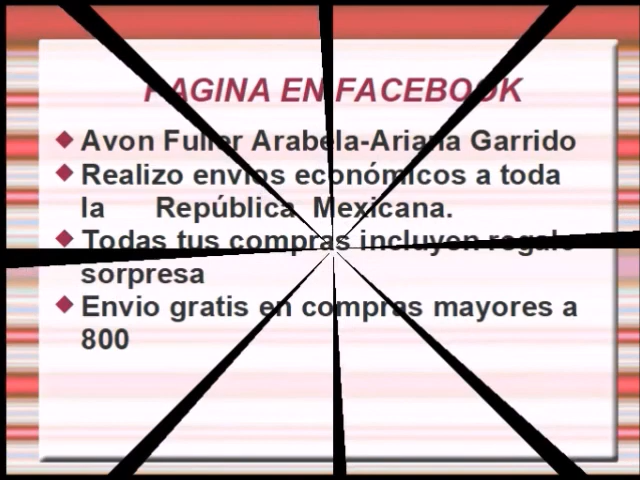 PAGINA EN FACEBOOK
Avon Fuller Arabela-Ariana Garrido
Realizo envíos económicos a toda
la República Mexicana.
Todas tus compras incluyen regalo
sorpresa
Envio gratis en compras mayores a
800